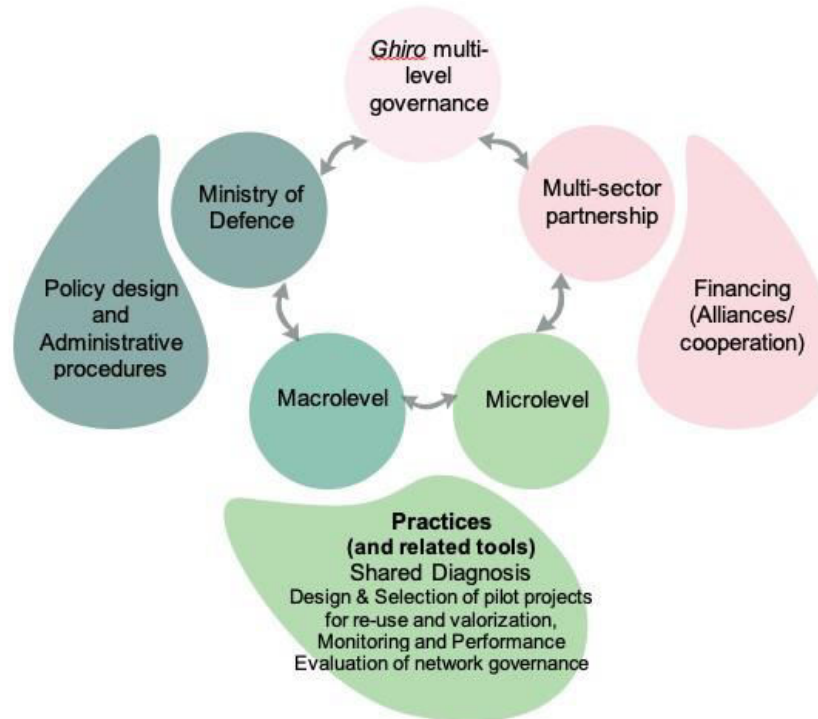 Ghiro multi-
level
governance
Ministry of
Defence
Multi-sector
partnership
Policy design
and
Administrative
procedures
Financing
(Alliances/
cooperation)
Macrolevel
Microlevel
Practices
(and related tools)
Shared Diagnosis
Design & Selection of pilot projects
for re-use and valorization,
Monitoring and Performance
Evaluation of network governance